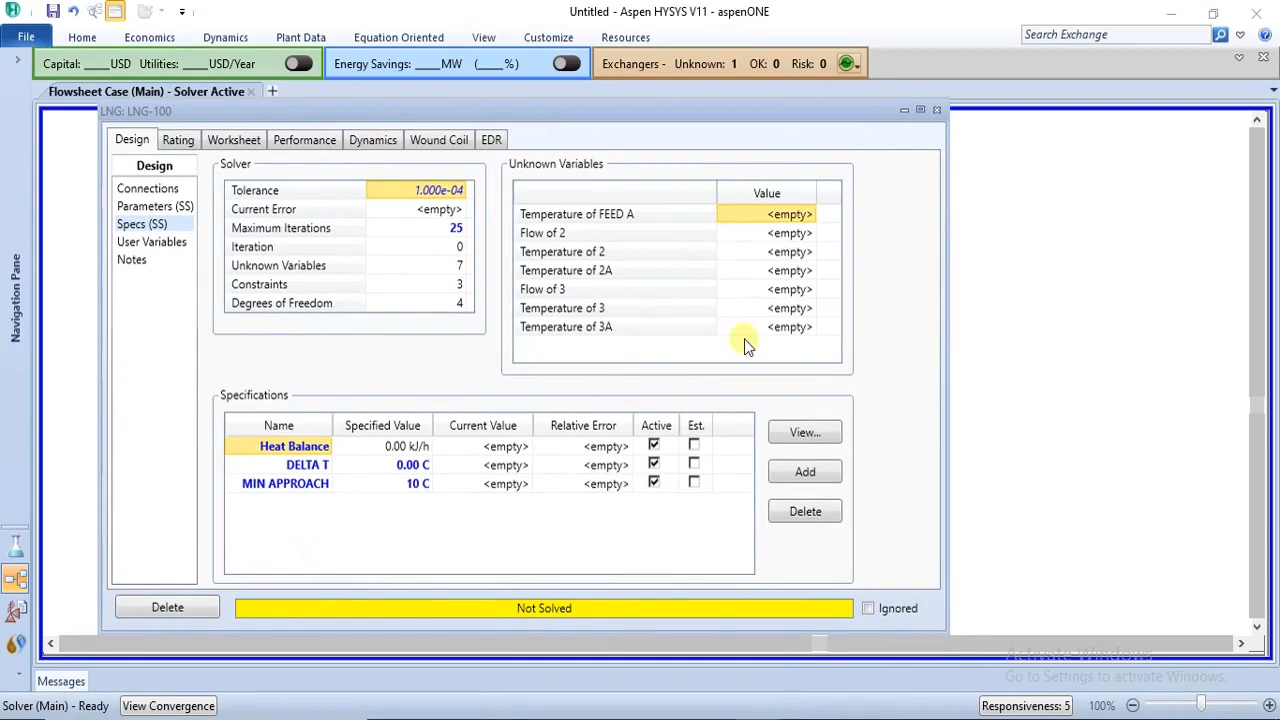 Untitled - Aspen HYSYS V11 - aspenONE
File Home Economics Dynamics Plant Data Equation Oriented View Customize Resources Search Exchange
Capital: ____USD Utilities: ____USD/Year Energy Savings: ____MW (____%) Exchangers - Unknown: 1 OK: 0 Risk: 0
Flowsheet Case (Main) - Solver Active
LNG: LNG-100
Design Rating Worksheet Performance Dynamics Wound Coil EDR
Design
Connections
Parameters (SS)
Specs (SS)
User Variables
Notes
Solver
Tolerance 1.000e-04
Current Error <empty>
Maximum Iterations 25
Iteration 0
Unknown Variables 7
Constraints 3
Degrees of Freedom 4
Unknown Variables
Value
Temperature of FEED A <empty>
Flow of 2 <empty>
Temperature of 2 <empty>
Temperature of 2A <empty>
Flow of 3 <empty>
Temperature of 3 <empty>
Temperature of 3A <empty>
Specifications
Name Specified Value Current Value Relative Error Active Est.
Heat Balance 0.00 kJ/h <empty> <empty>
DELTA T 0.00 C <empty> <empty>
MIN APPROACH 10 C <empty> <empty>
View...
Add
Delete
Delete Not Solved Ignored
Navigation Pane
Activate Windows
Go to Settings to activate Windows.
Messages
Solver (Main) - Ready View Convergence Responsiveness: 5 100%